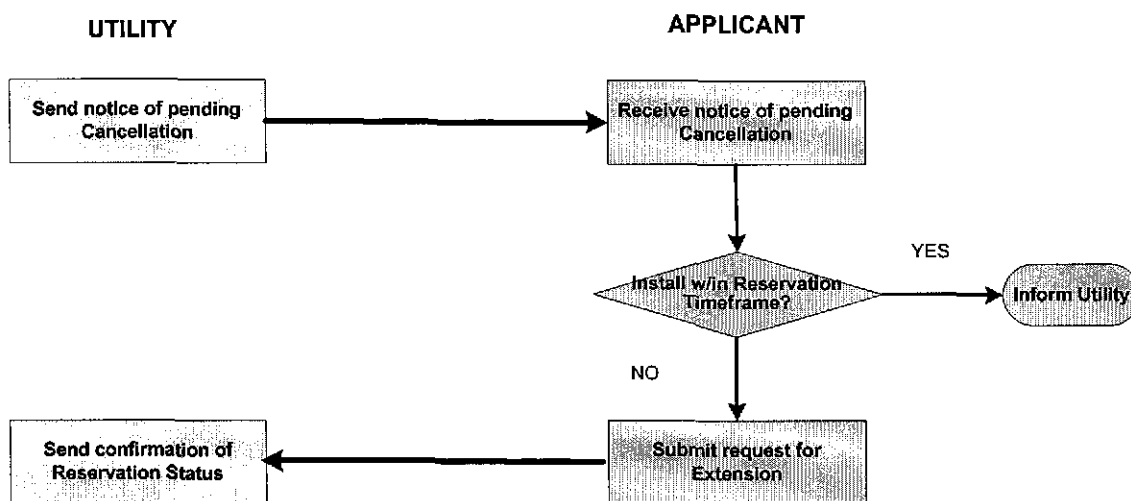 UTILITY
APPLICANT
Send notice of pending
Cancellation
Receive notice of pending
Cancellation
Install w/in Reservation
Timeframe?
YES
Inform Utility
NO
Submit request for
Extension
Send confirmation of
Reservation Status